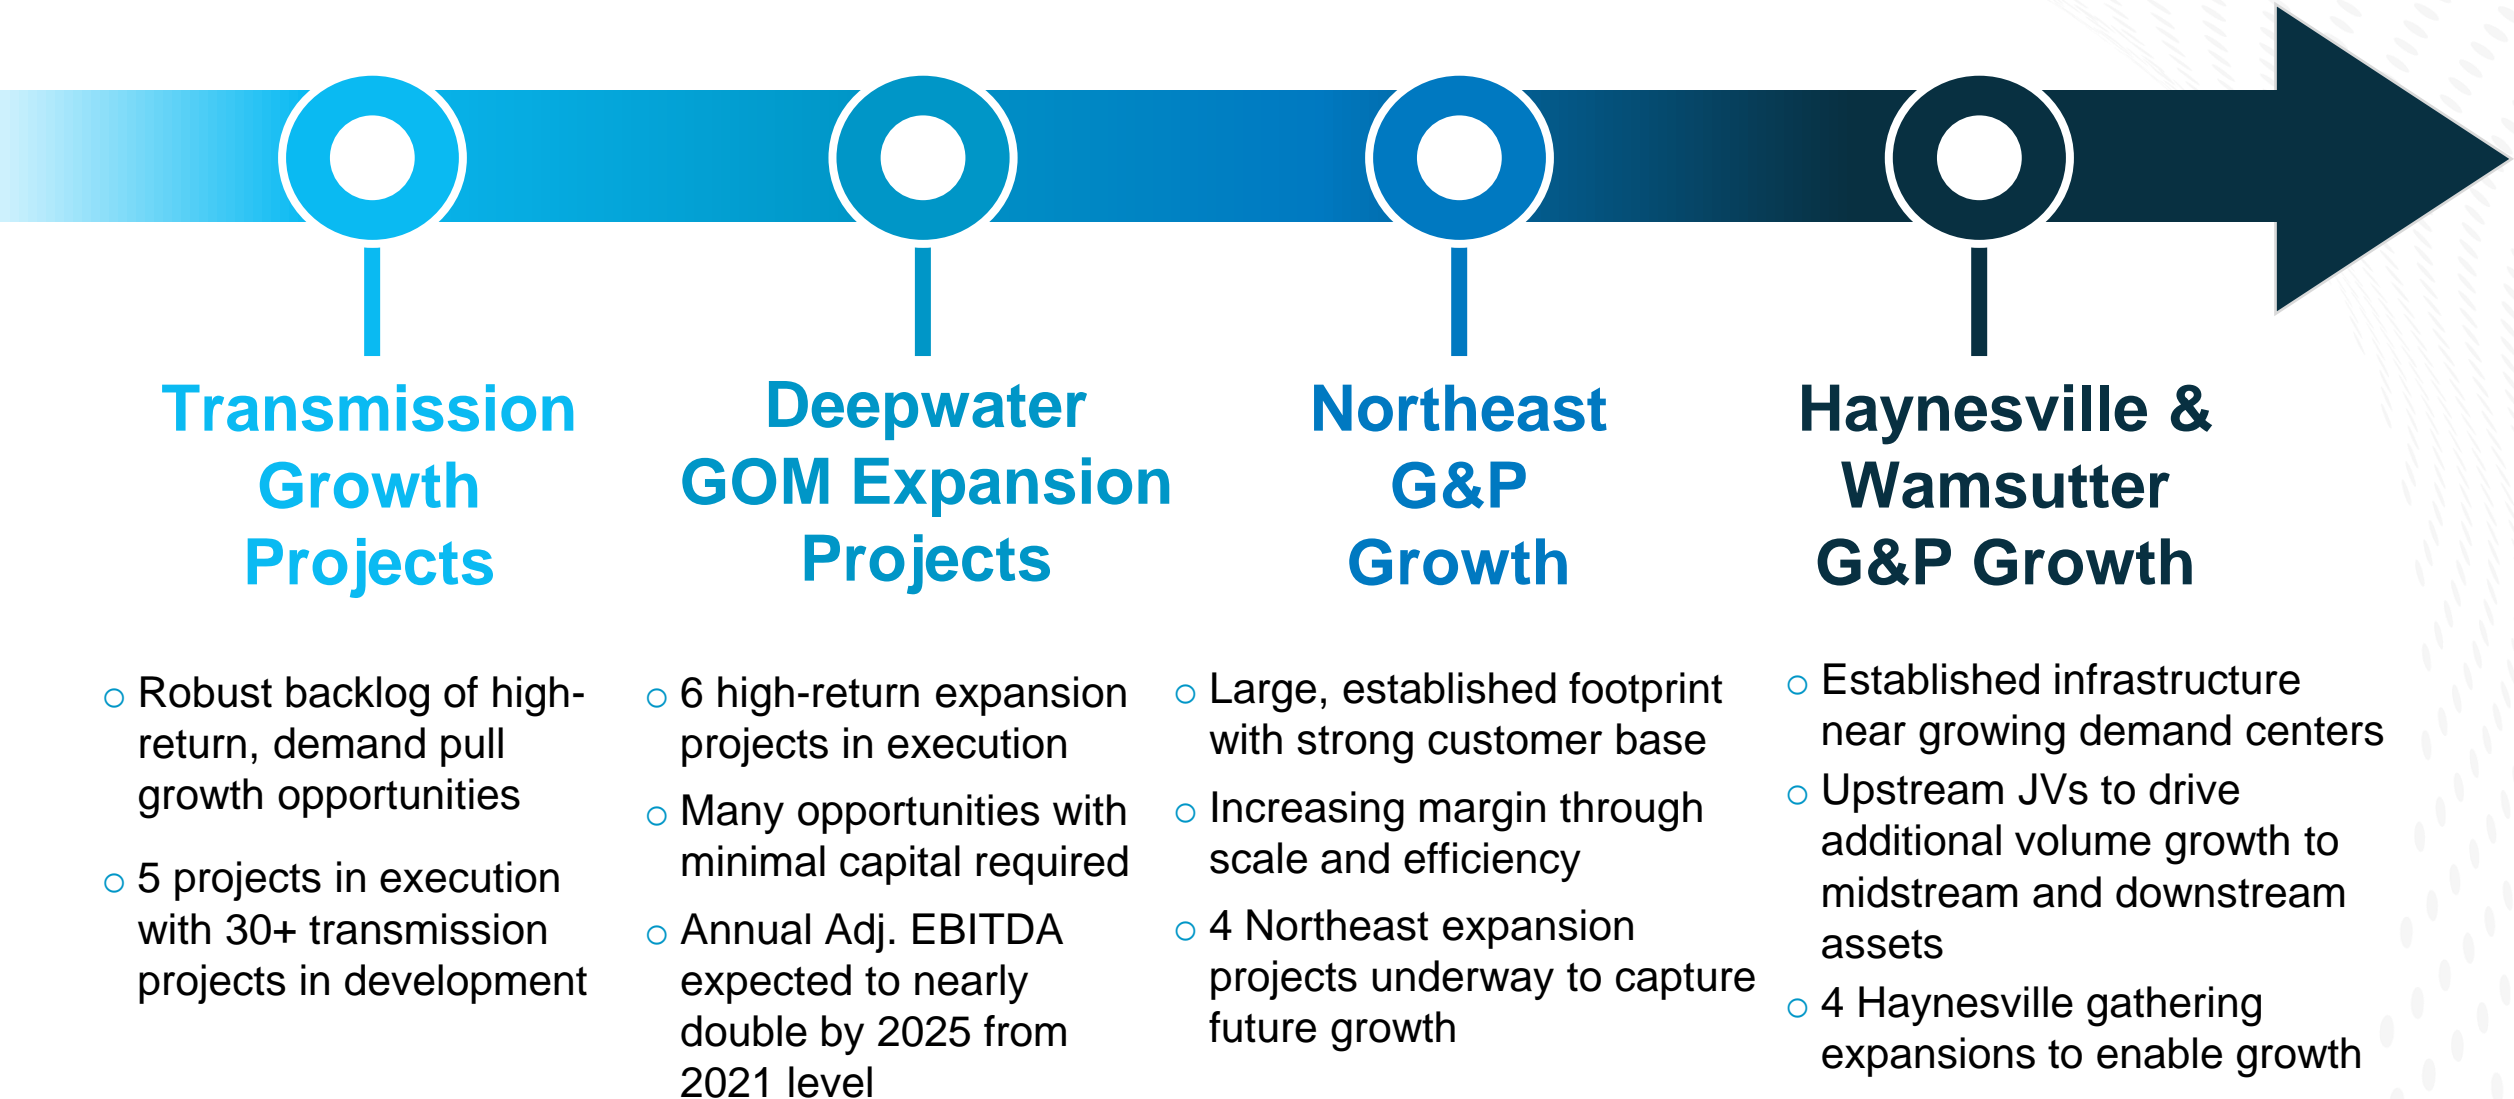 Transmission
Growth
Projects
○ Robust backlog of high-
return, demand pull
growth opportunities
○ 5 projects in execution
with 30+ transmission
projects in development
Deepwater
GOM Expansion
Projects
○ 6 high-return expansion
projects in execution
○ Many opportunities with
minimal capital required
○ Annual Adj. EBITDA
expected to nearly
double by 2025 from
2021 level
Northeast
G&P
Growth
○ Large, established footprint
with strong customer base
○ Increasing margin through
scale and efficiency
○ 4 Northeast expansion
projects underway to capture
future growth
Haynesville &
Wamsutter
G&P Growth
○ Established infrastructure
near growing demand centers
○ Upstream JVs to drive
additional volume growth to
midstream and downstream
assets
○ 4 Haynesville gathering
expansions to enable growth